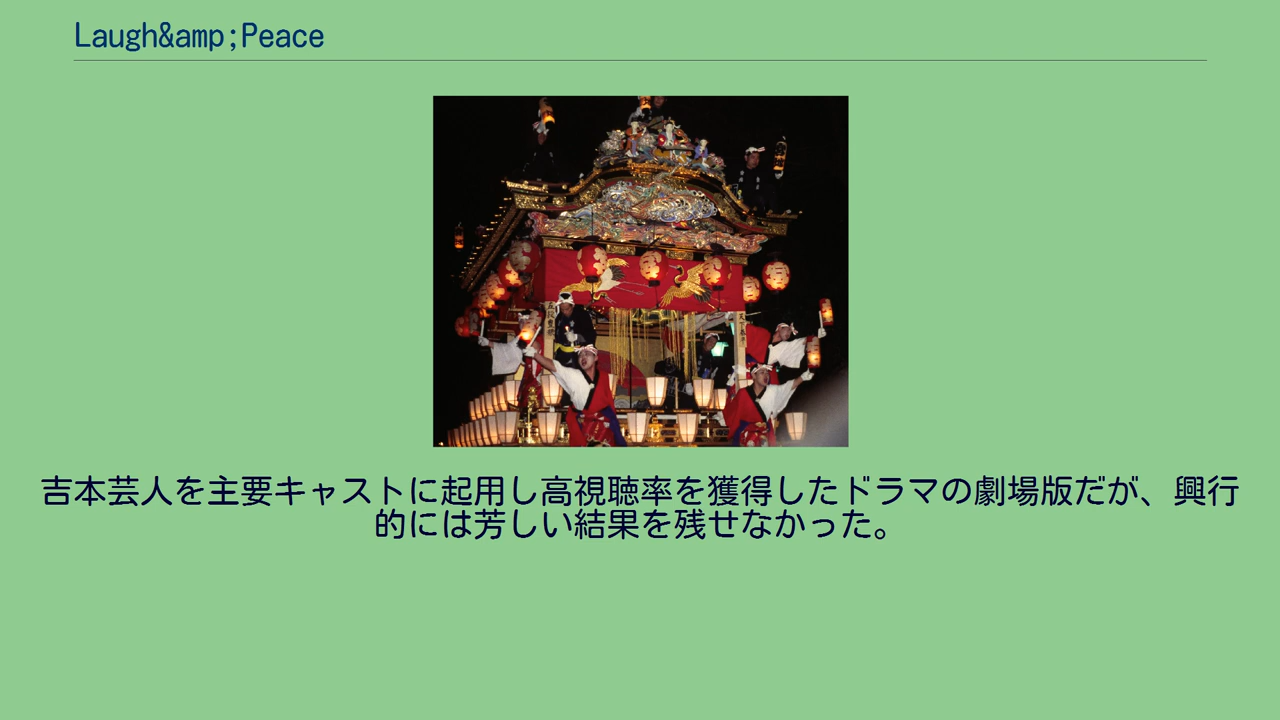 Laugh&amp;Peace
吉本芸人を主要キャストに起用し高視聴率を獲得したドラマの劇場版だが、興行
的には芳しい結果を残せなかった。